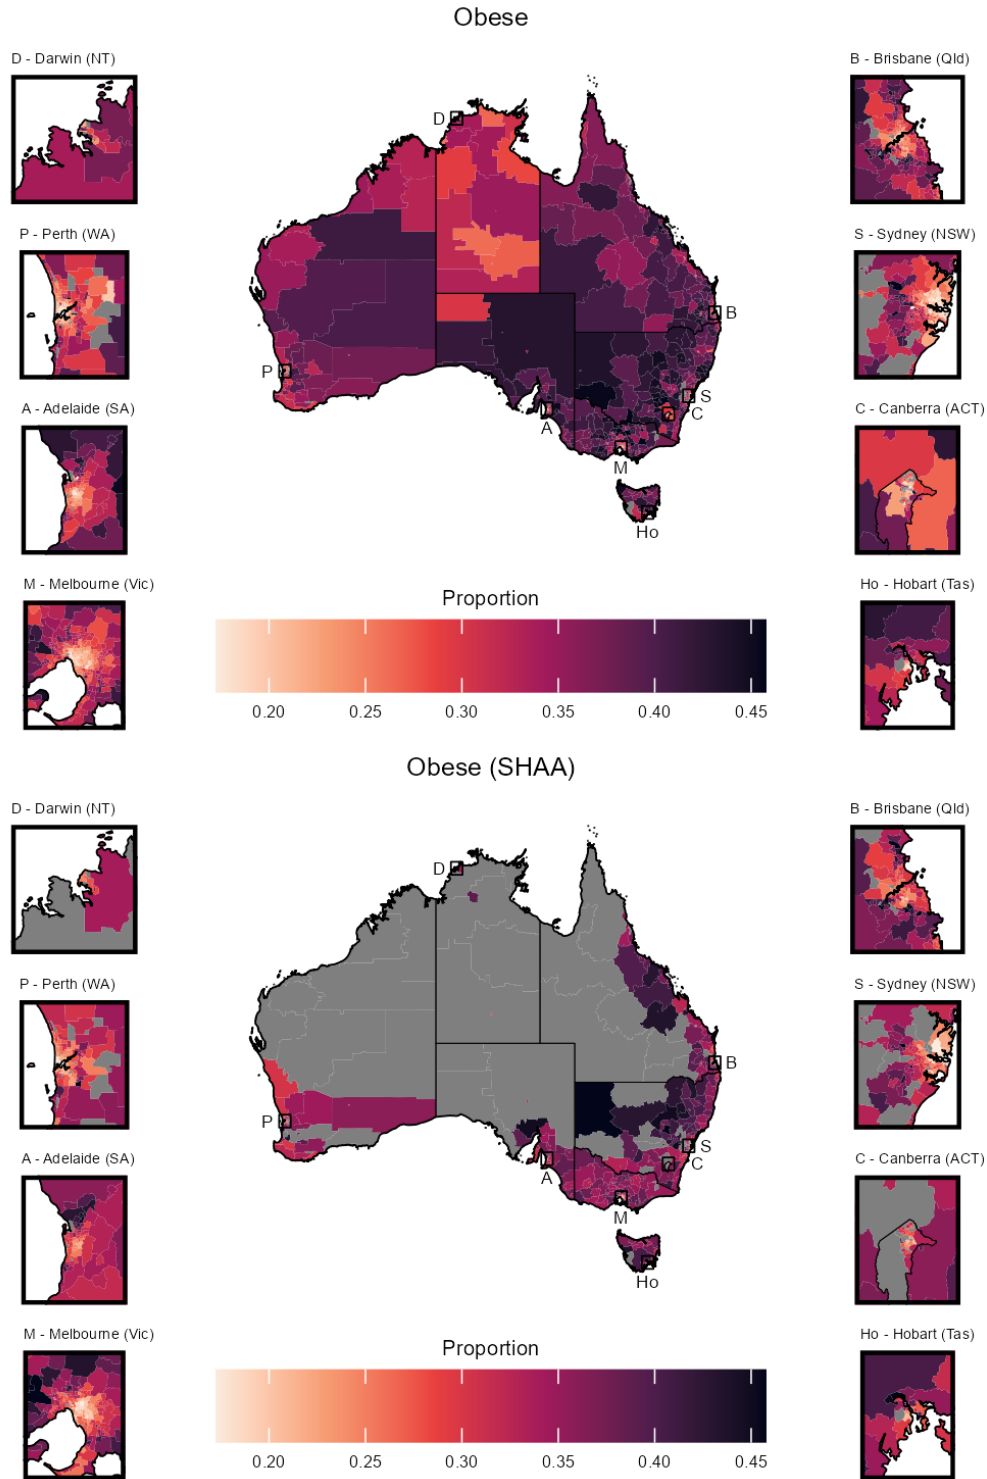 Obese
D - Darwin (NT)
B - Brisbane (Qld)
D
P - Perth (WA)
S - Sydney (NSW)
B
P
A - Adelaide (SA)
S
C - Canberra (ACT)
C
A
M
Ho
M - Melbourne (Vic)
Ho - Hobart (Tas)
Proportion
0.20 0.25 0.30 0.35 0.40 0.45
Obese (SHAA)
D - Darwin (NT)
B - Brisbane (Qld)
D
P - Perth (WA)
S - Sydney (NSW)
B
P
A - Adelaide (SA)
S
C - Canberra (ACT)
C
A
M
Ho
M - Melbourne (Vic)
Ho - Hobart (Tas)
Proportion
0.20 0.25 0.30 0.35 0.40 0.45